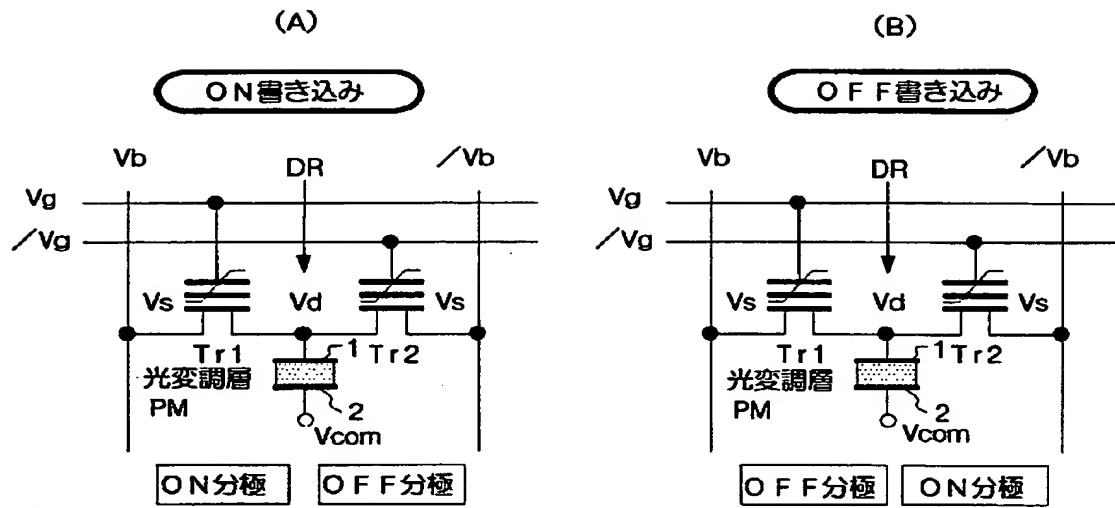 (A)
ON書き込み
Vb
DR
/Vb
Vg
/Vg
Vs
Vd
Vs
Tr1
1
Tr2
光変調層
PM
2
Vcom
ON分極
OFF分極
(B)
OFF書き込み
Vb
DR
/Vb
Vg
/Vg
Vs
Vd
Vs
Tr1
1
Tr2
光変調層
PM
2
Vcom
OFF分極
ON分極